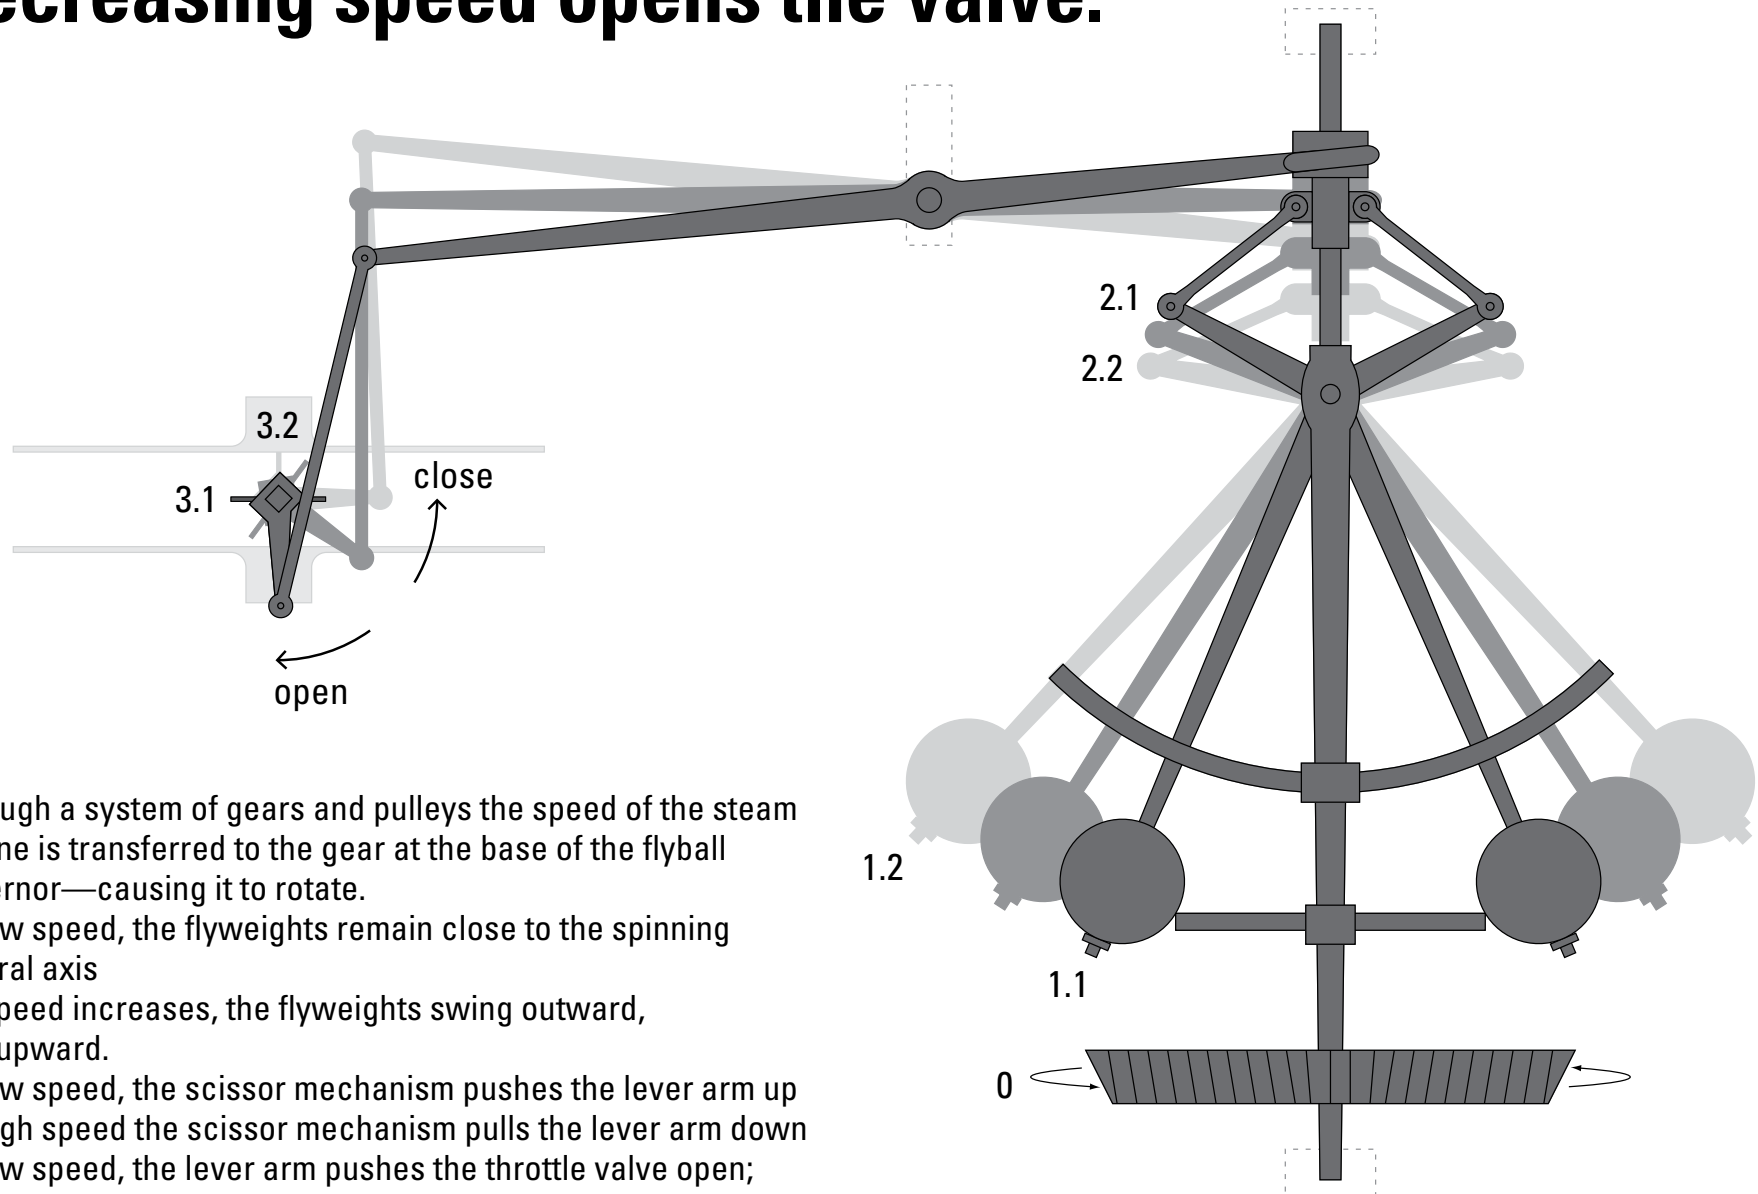 ecreasing speed opens the valve.
2.1
2.2
3.2
close
3.1
open
ugh a system of gears and pulleys the speed of the steam
ne is transferred to the gear at the base of the flyball
ernor—causing it to rotate.
w speed, the flyweights remain close to the spinning
ral axis
peed increases, the flyweights swing outward,
upward.
w speed, the scissor mechanism pushes the lever arm up
gh speed the scissor mechanism pulls the lever arm down
w speed, the lever arm pushes the throttle valve open;
1.2
1.1
0